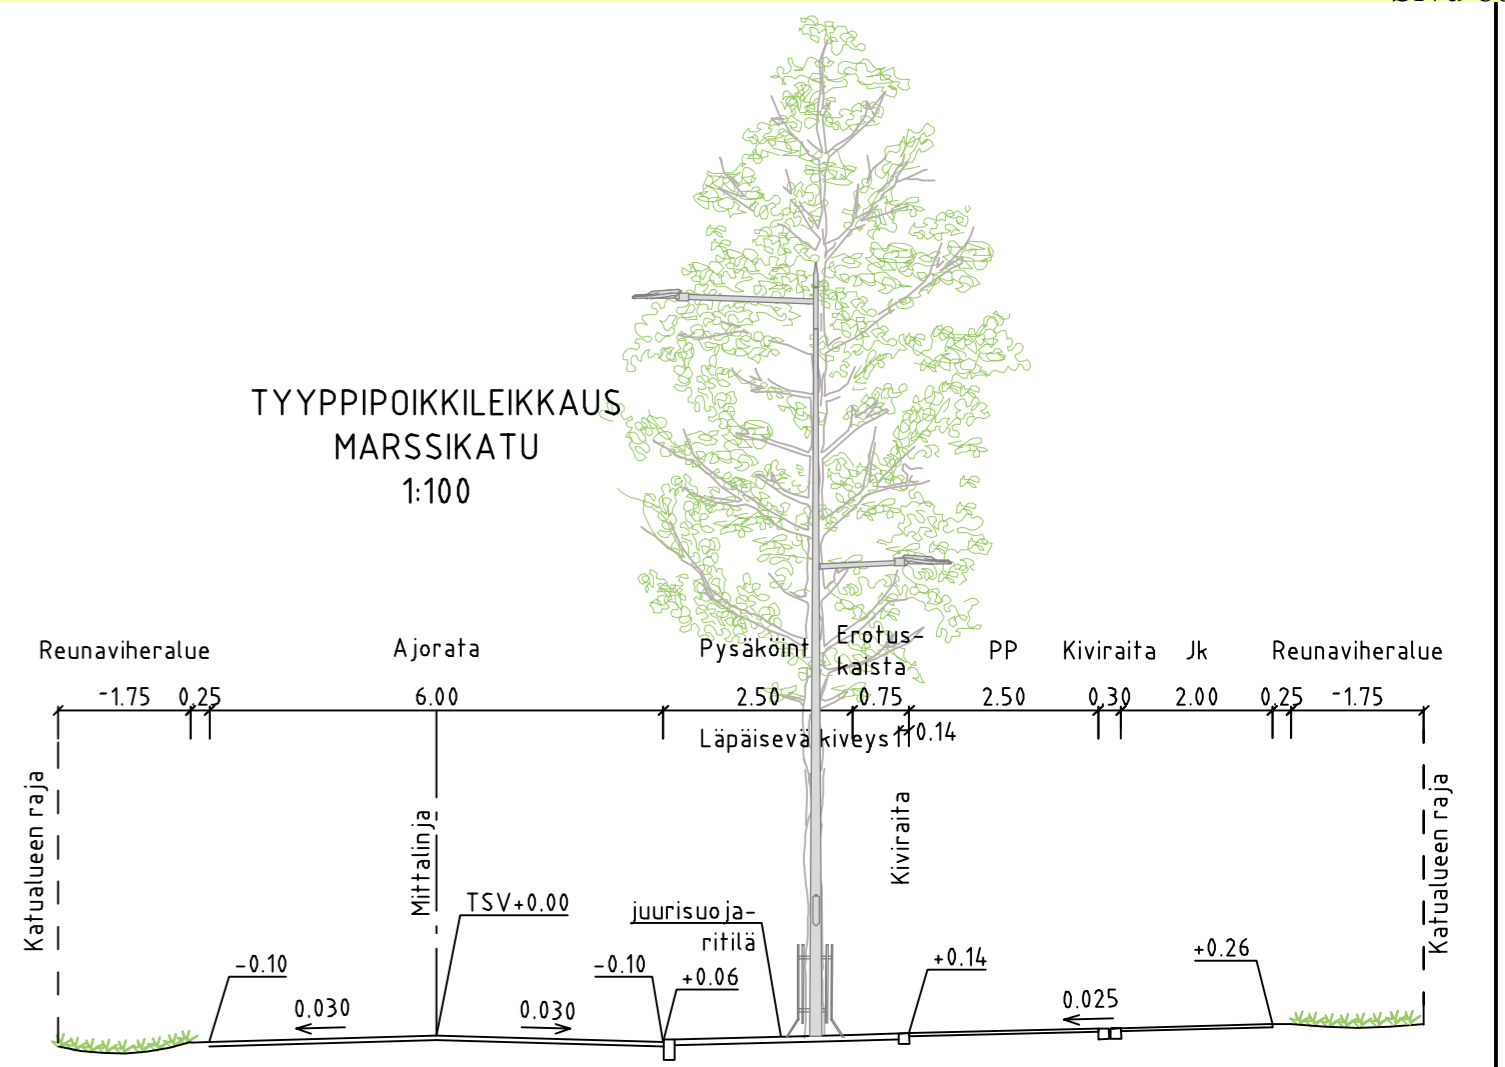 TYYPPIPOIKKILEIKKAUS
MARSSIKATU
1:100
Reunaviheralue
Ajorata
Pysäköint
Erotus-
kaista
PP
Kiviraita
Jk
Reunaviheralue
~1.75
0.25
6.00
2.50
0.75
2.50
0.30
2.00
0.25
~1.75
Läpäisevä kiveys
0.14
Katualueen raja
Mittalinja
Kiviraita
Katualueen raja
TSV+0.00
juurisuoja-
ritilä
-0.10
-0.10
+0.06
+0.14
+0.26
0.030
0.030
0.025